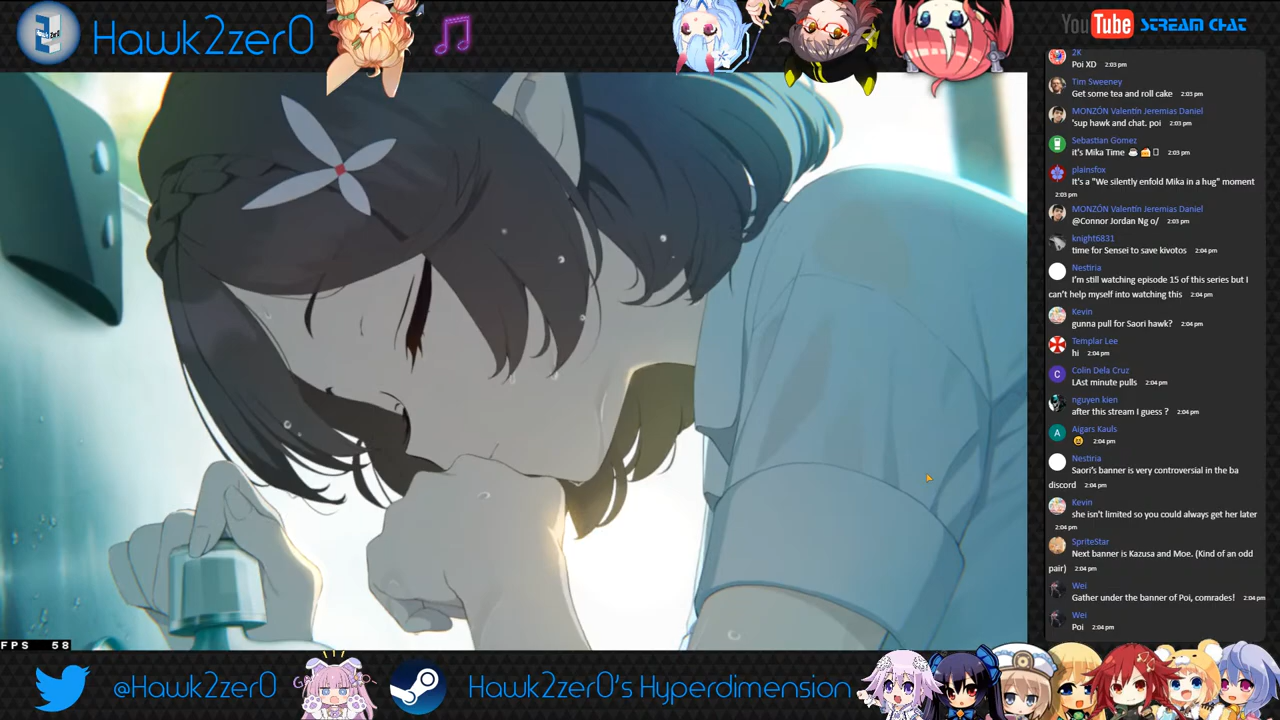 Hawk2zer0
You Tube STREAM CHAT
2K
Poi XD 2:03 pm
Tim Sweeney
Get some tea and roll cake 2:03 pm
MONZÓN Valentín Jeremias Daniel
'sup hawk and chat. poi 2:03 pm
Sebastian Gómez
it's Mika Time ☕ 🍰 2:03 pm
plainsfox
It's a "We silently enfold Mika in a hug" moment
2:03 pm
MONZÓN Valentín Jeremias Daniel
@Connor Jordan Ng o/ 2:03 pm
knight6831
time for Sensei to save kivotos 2:04 pm
Nestiria
I'm still watching episode 15 of this series but I
can't help myself into watching this 2:04 pm
Kevin
gunna pull for Saori hawk? 2:04 pm
Templar Lee
hi 2:04 pm
Colin Dela Cruz
LAst minute pulls 2:04 pm
nguyen kien
after this stream I guess ? 2:04 pm
Aigars Kauls
2:04 pm
Nestiria
Saori's banner is very controversial in the ba
discord 2:04 pm
Kevin
she isn't limited so you could always get her later
2:04 pm
SpriteStar
Next banner is Kazusa and Moe. (Kind of an odd
pair) 2:04 pm
Wei
Gather under the banner of Poi, comrades! 2:04 pm
Wei
Poi 2:04 pm
FPS 58
@Hawk2zer0
Hawk2zer0's Hyperdimension